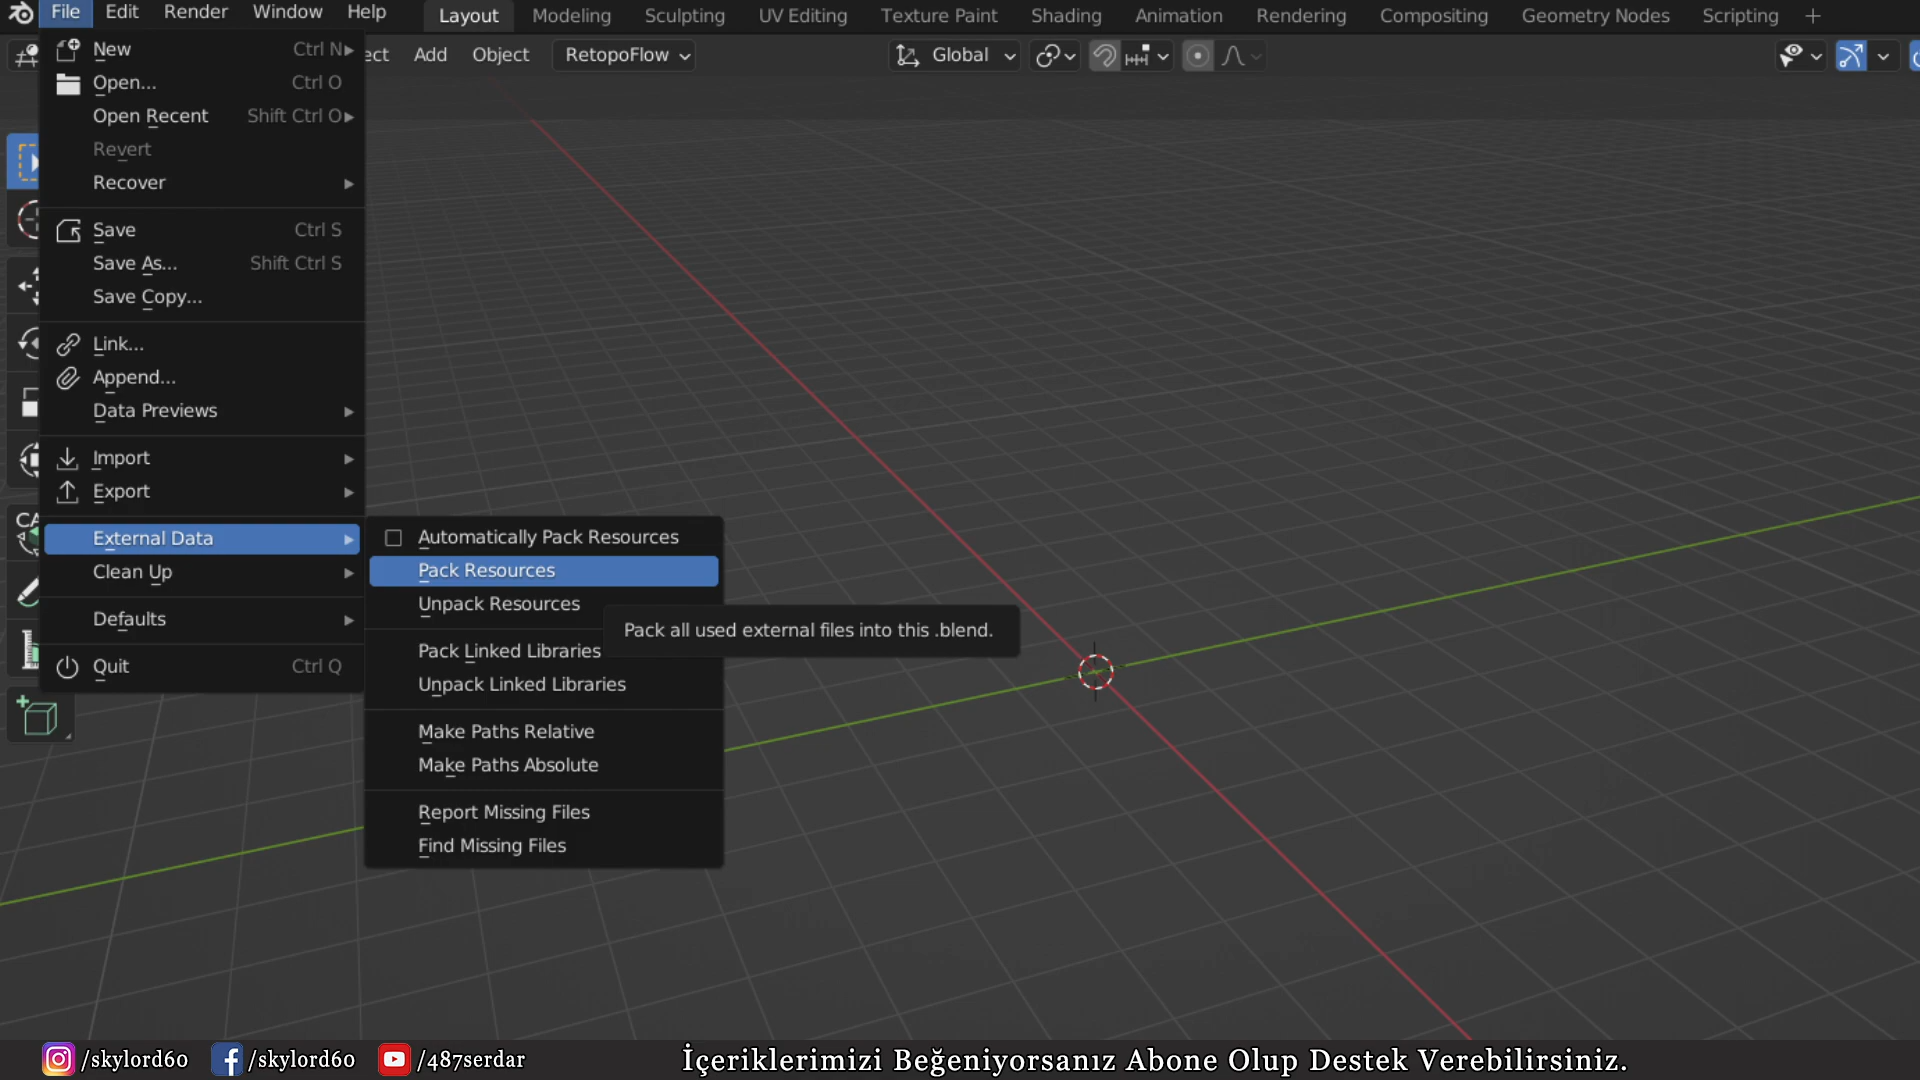 File Edit Render Window Help Layout Modeling Sculpting UV Editing Texture Paint Shading Animation Rendering Compositing Geometry Nodes Scripting +
Add Object RetopoFlow Global
New Ctrl N
Open... Ctrl O
Open Recent Shift Ctrl O
Revert
Recover
Save Ctrl S
Save As... Shift Ctrl S
Save Copy...
Link...
Append...
Data Previews
Import
Export
External Data
Clean Up
Defaults
Quit Ctrl Q
Automatically Pack Resources
Pack Resources
Unpack Resources
Pack all used external files into this .blend.
Pack Linked Libraries
Unpack Linked Libraries
Make Paths Relative
Make Paths Absolute
Report Missing Files
Find Missing Files
/skylord60 /skylord60 /487serdar İçeriklerimizi Beğeniyorsanız Abone Olup Destek Verebilirsiniz.